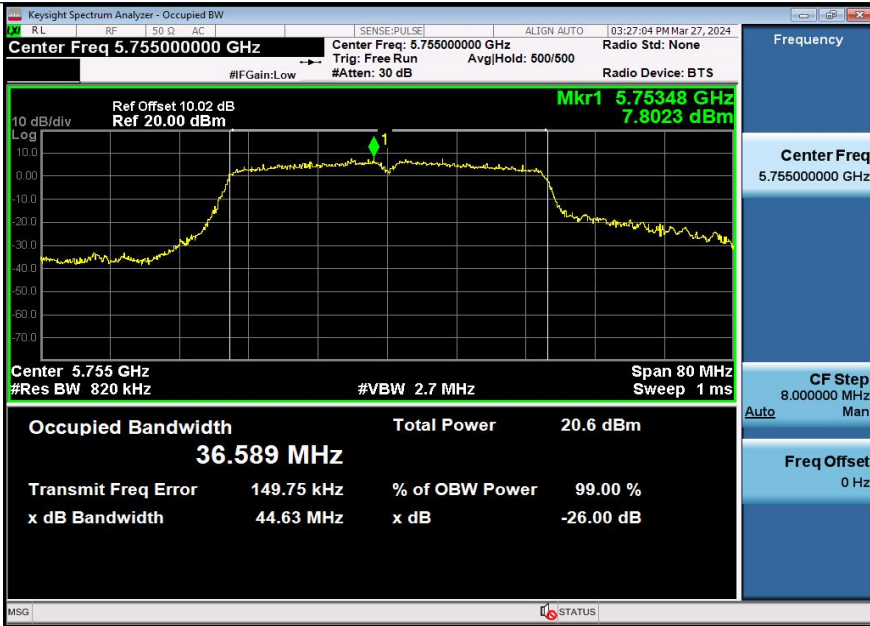 Keysight Spectrum Analyzer - Occupied BW
LXI RL RF 50 Ω AC SENSE:PULSE ALIGN AUTO 03:27:04 PM Mar 27, 2024
Center Freq 5.755000000 GHz
Center Freq: 5.755000000 GHz
Radio Std: None
Trig: Free Run Avg|Hold: 500/500
#IFGain:Low #Atten: 30 dB Radio Device: BTS
Ref Offset 10.02 dB
Mkr1 5.75348 GHz
10 dB/div Ref 20.00 dBm 7.8023 dBm
Log
1
10.0
0.00
-10.0
-20.0
-30.0
-40.0
-50.0
-60.0
-70.0
Center 5.755 GHz Span 80 MHz
#Res BW 820 kHz #VBW 2.7 MHz Sweep 1 ms
Occupied Bandwidth Total Power 20.6 dBm
36.589 MHz
Transmit Freq Error 149.75 kHz % of OBW Power 99.00 %
x dB Bandwidth 44.63 MHz x dB -26.00 dB
MSG STATUS
Frequency
Center Freq
5.755000000 GHz
CF Step
8.000000 MHz
Auto Man
Freq Offset
0 Hz